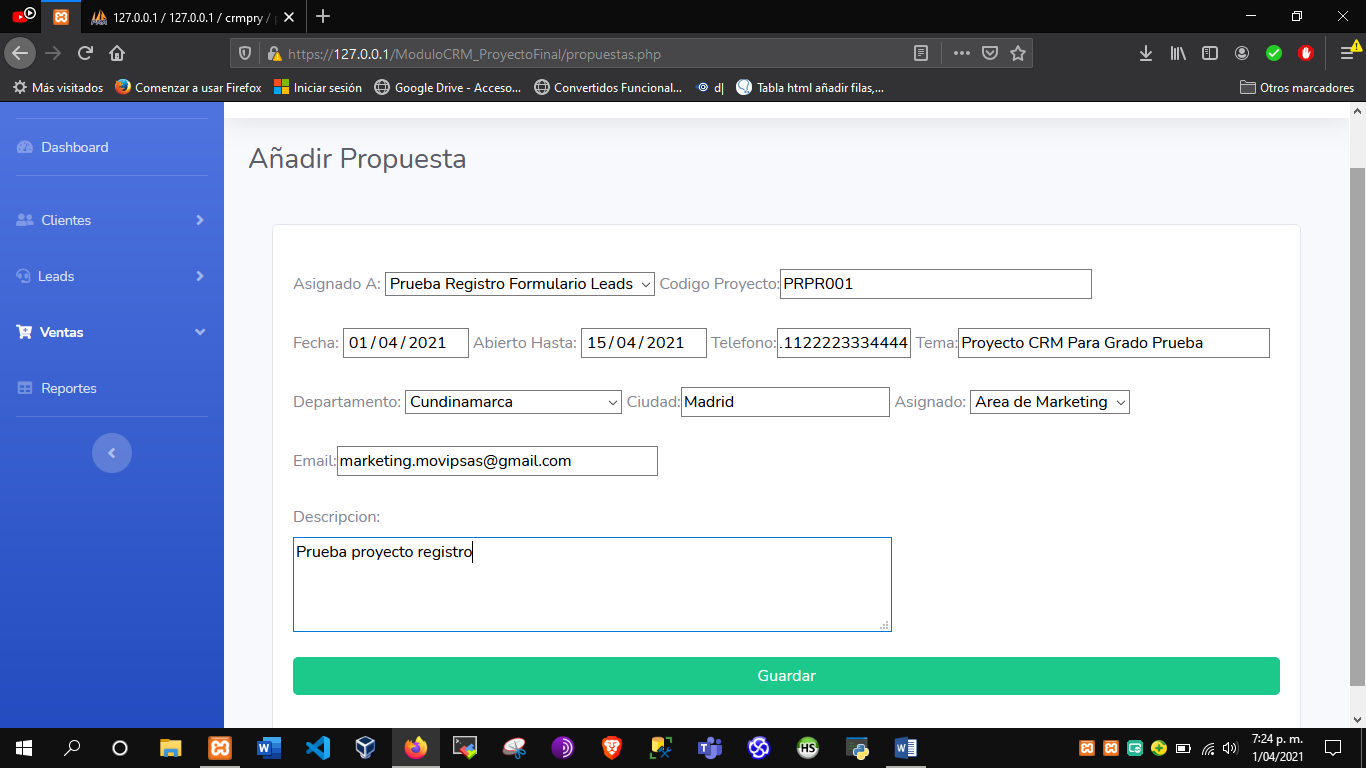 127.0.0.1 / 127.0.0.1 / crmpry /
https://127.0.0.1/ModuloCRM_ProyectoFinal/propuestas.php
Más visitados Comenzar a usar Firefox Iniciar sesión Google Drive - Acceso... Convertidos Funcional... d| Tabla html añadir filas,... Otros marcadores
Dashboard
Clientes
Leads
Ventas
Reportes
Añadir Propuesta
Asignado A: Prueba Registro Formulario Leads Codigo Proyecto: PRPR001
Fecha: 01/04/2021 Abierto Hasta: 15/04/2021 Telefono: .1122223334444 Tema: Proyecto CRM Para Grado Prueba
Departamento: Cundinamarca Ciudad: Madrid Asignado: Area de Marketing
Email: marketing.movipsas@gmail.com
Descripcion:
Prueba proyecto registro
Guardar
HS
7:24 p. m.
1/04/2021